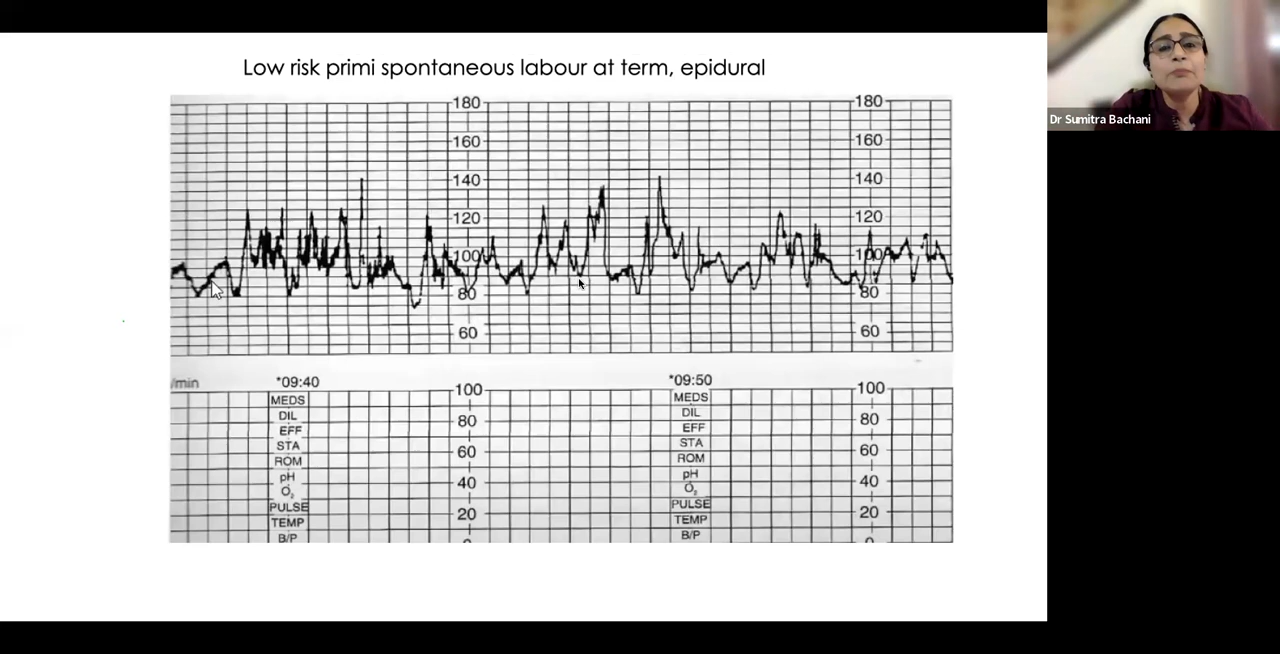 Low risk primi spontaneous labour at term, epidural
Dr Sumitra Bachani
180 180
160 160
140 140
120 120
100 100
80 80
60 60
/min *09:40 *09:50
100 100
MEDS MEDS
DIL DIL
80 80
EFF EFF
STA STA
60 60
ROM ROM
pH pH
40 40
O₂ O₂
PULSE PULSE
20 20
TEMP TEMP
B/P B/P
0 0